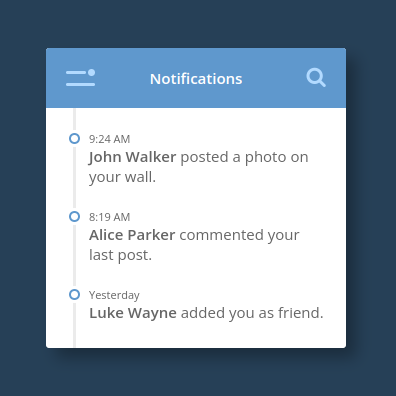 Notifications
9:24 AM
John Walker posted a photo on
your wall.
8:19 AM
Alice Parker commented your
last post.
Yesterday
Luke Wayne added you as friend.